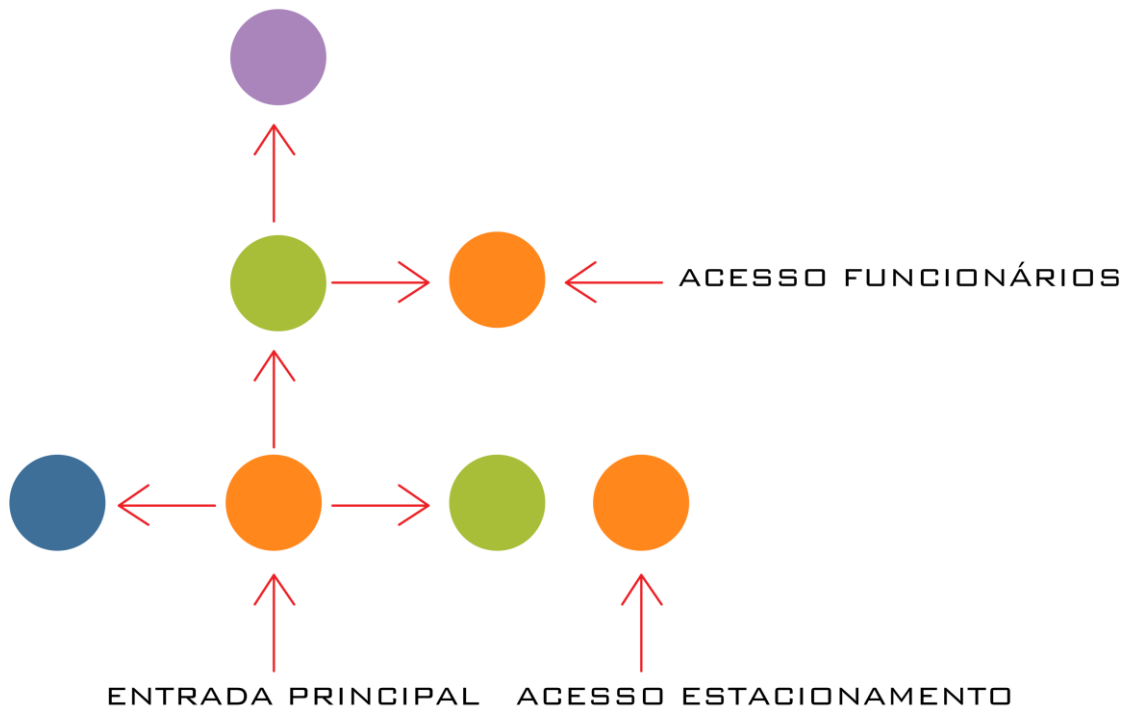 ACESSO FUNCIONÁRIOS
ENTRADA PRINCIPAL
ACESSO ESTACIONAMENTO